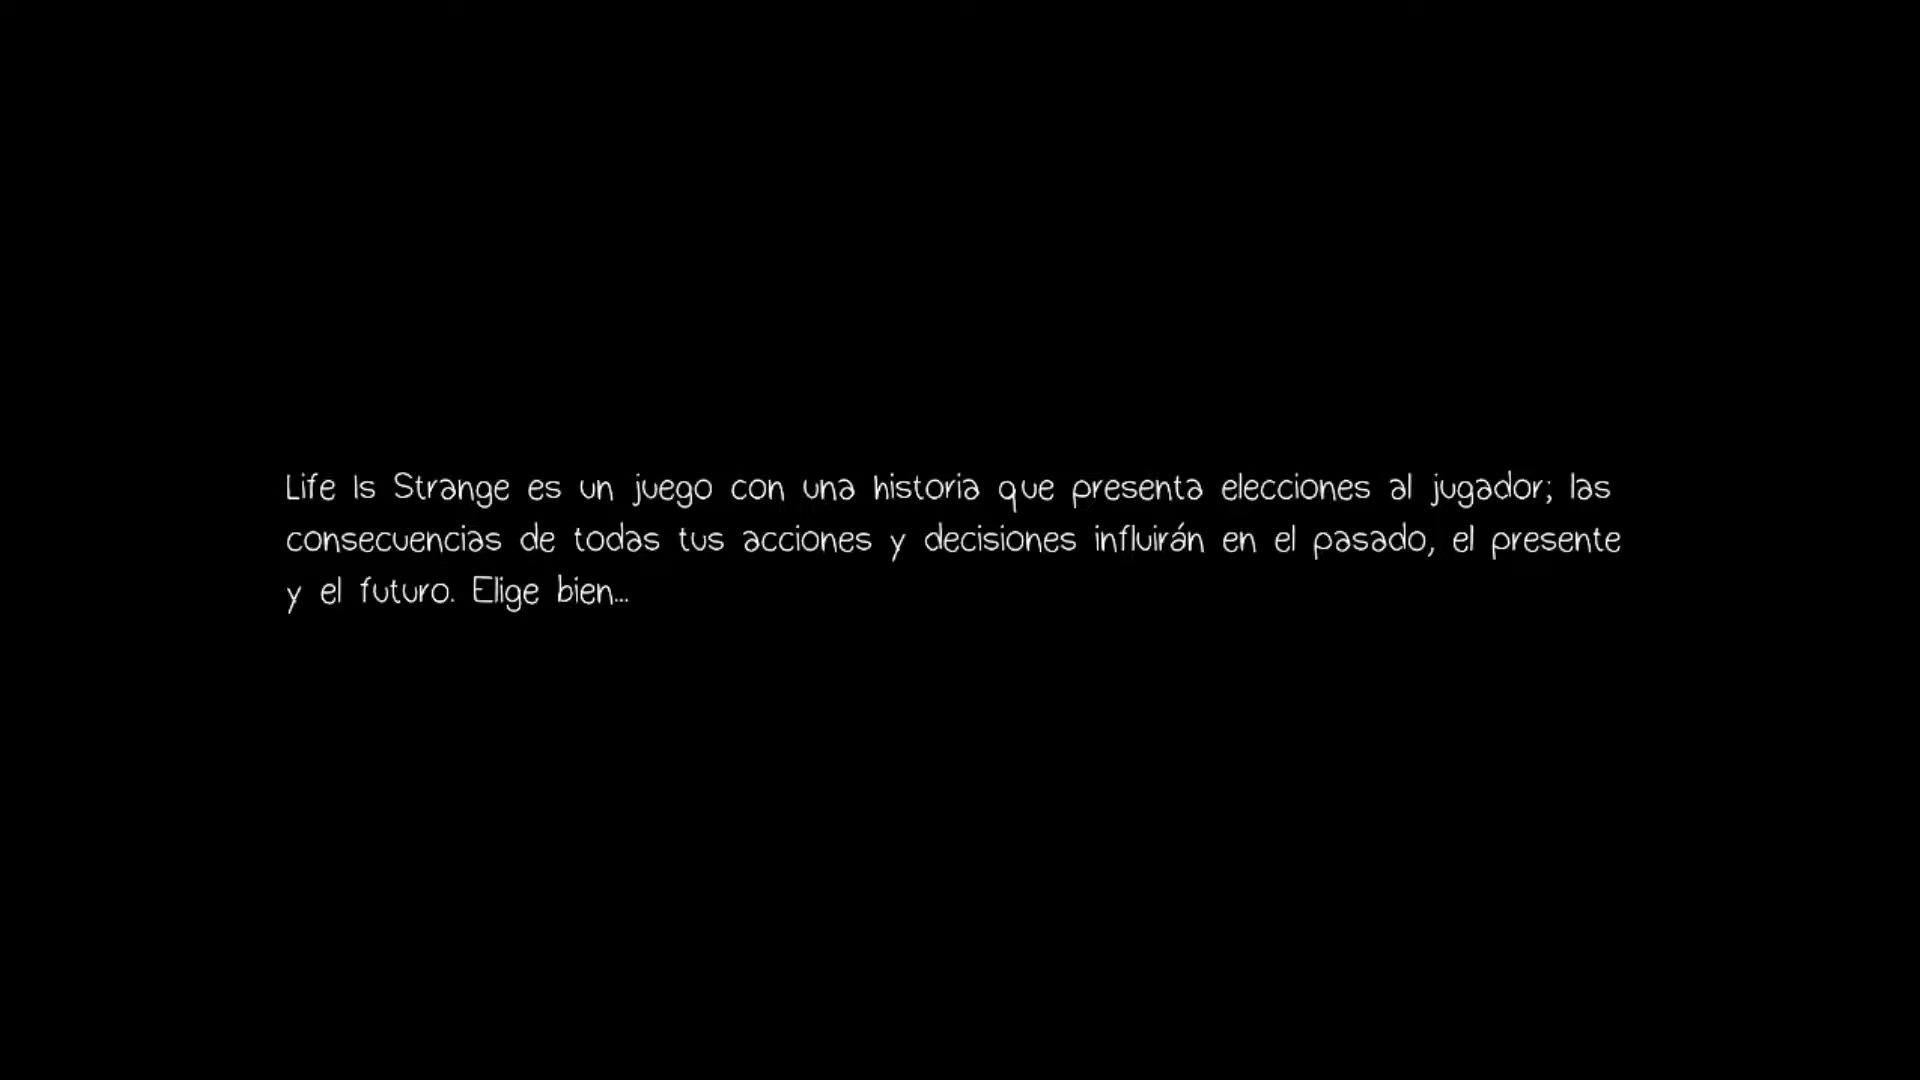 Life Is Strange es un juego con una historia que presenta elecciones al jugador; las
consecuencias de todas tus acciones y decisiones influirán en el pasado, el presente
y el futuro. Elige bien...